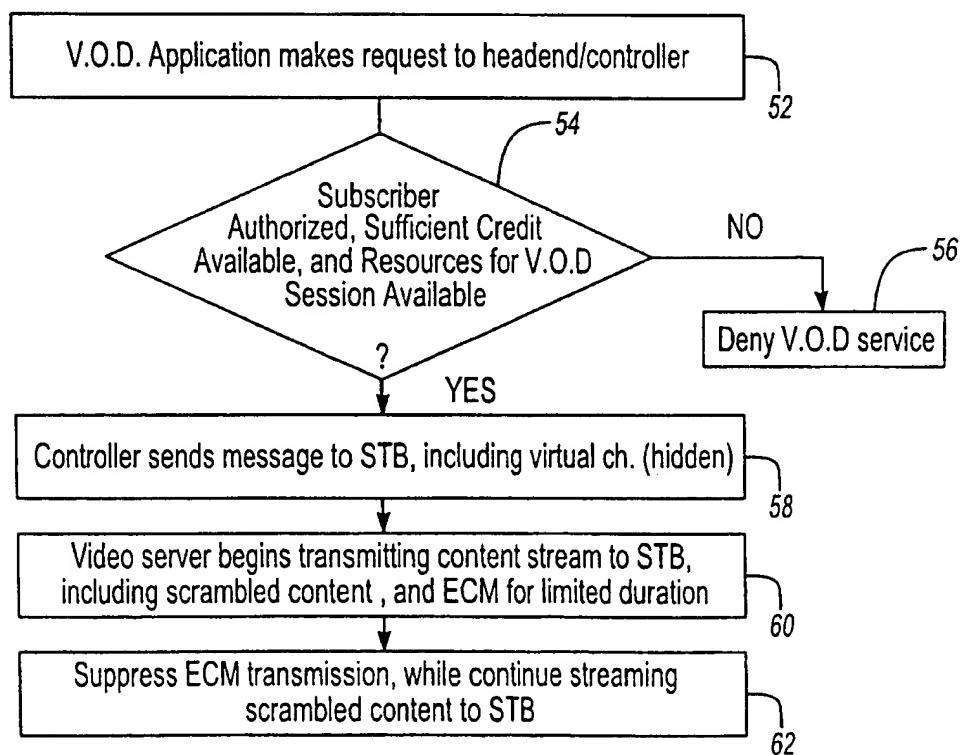 V.O.D. Application makes request to headend/controller
52
54
Subscriber
Authorized, Sufficient Credit
Available, and Resources for V.O.D
Session Available
?
NO
56
Deny V.O.D service
YES
Controller sends message to STB, including virtual ch. (hidden)
58
Video server begins transmitting content stream to STB,
including scrambled content , and ECM for limited duration
60
Suppress ECM transmission, while continue streaming
scrambled content to STB
62